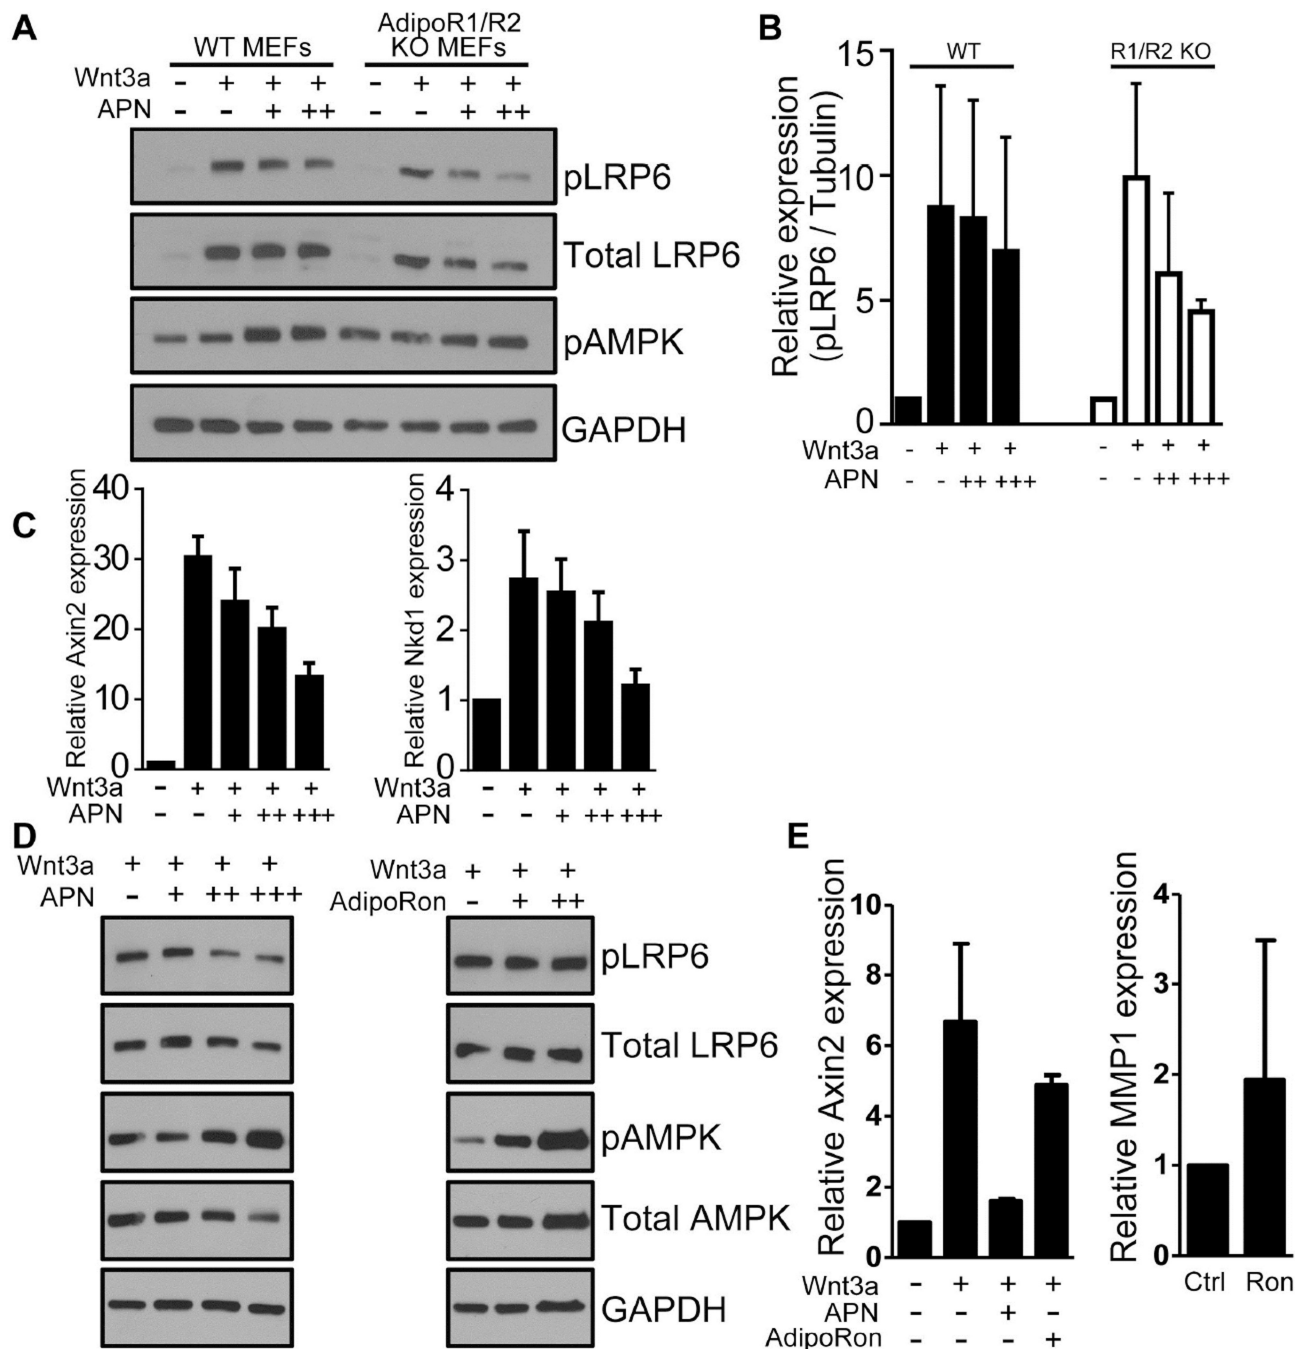 A
AdipoR1/R2
WT MEFs KO MEFs
Wnt3a - + + + - + + +
APN - - + ++ - - + ++
pLRP6
Total LRP6
pAMPK
GAPDH
B
WT R1/R2 KO
Relative expression
(pLRP6 / Tubulin)
15
10
5
0
Wnt3a - + + + - + + +
APN - - ++ +++ - - ++ +++
C
Relative Axin2 expression
40
30
20
10
0
Wnt3a - + + + +
APN - - + ++ +++
Relative Nkd1 expression
4
3
2
1
0
Wnt3a - + + + +
APN - - + ++ +++
D
Wnt3a + + + +
APN - + ++ +++
Wnt3a + + +
AdipoRon - + ++
pLRP6
Total LRP6
pAMPK
Total AMPK
GAPDH
E
Relative Axin2 expression
10
8
6
4
2
0
Wnt3a - + + +
APN - - + -
AdipoRon - - - +
Relative MMP1 expression
4
3
2
1
0
Ctrl Ron